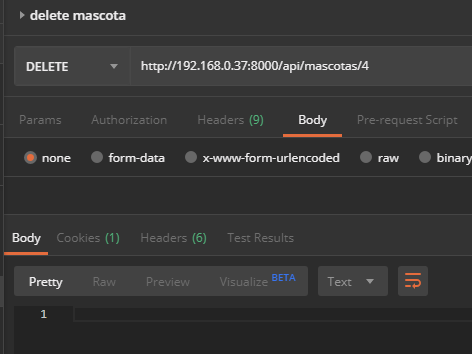 delete mascota
DELETE http://192.168.0.37:8000/api/mascotas/4
Params Authorization Headers (9) Body Pre-request Script
none form-data x-www-form-urlencoded raw binary
Body Cookies (1) Headers (6) Test Results
Pretty Raw Preview Visualize BETA Text
1